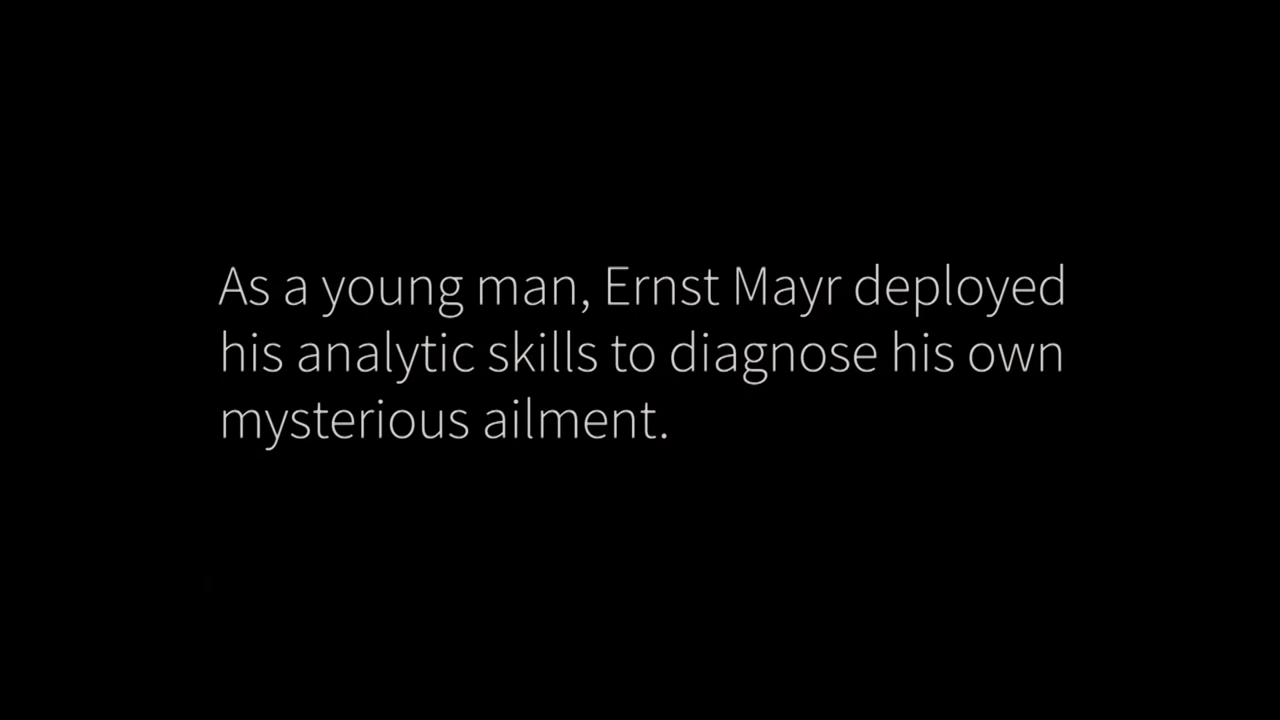 As a young man, Ernst Mayr deployed
his analytic skills to diagnose his own
mysterious ailment.